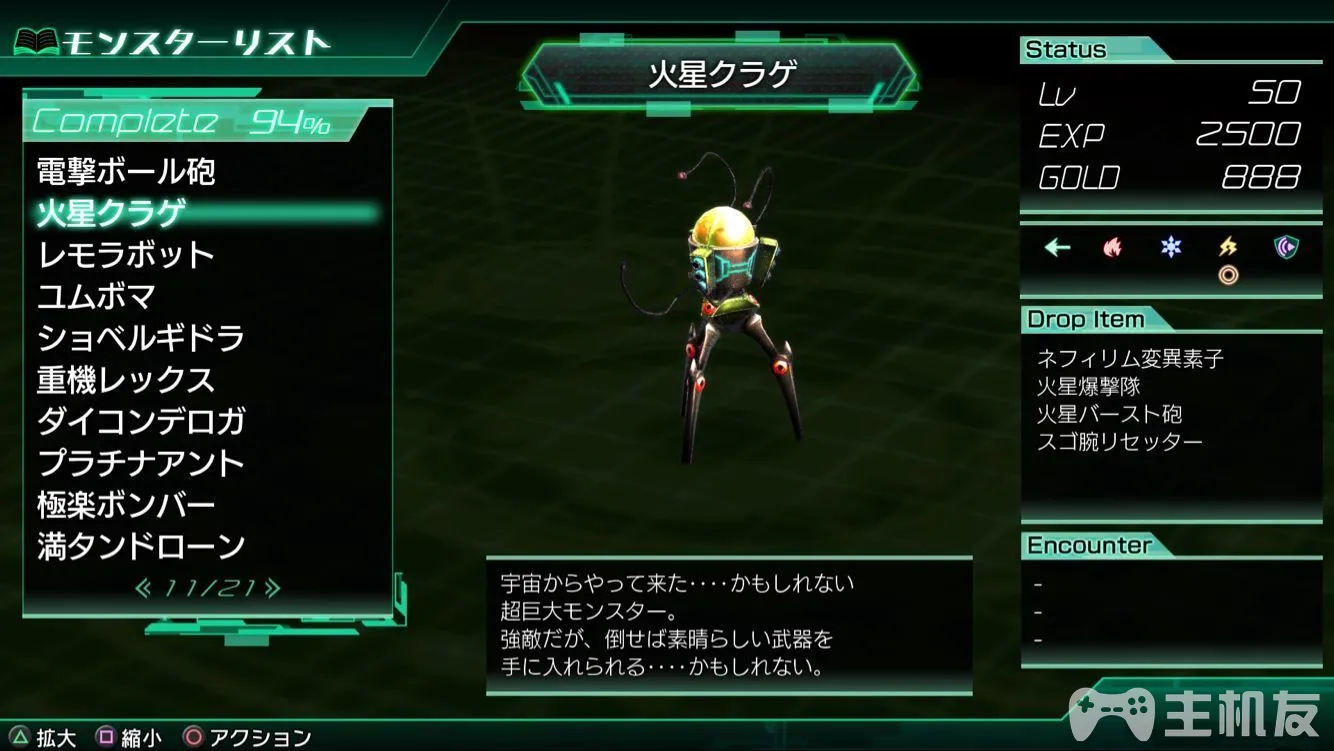 モンスターリスト
Complete 94%
電撃ボール砲
火星クラゲ
レモラボット
ユムボマ
ショベルギドラ
重機レックス
ダイコンデロガ
プラチナアント
極楽ボンバー
満タンドローン
≪ 11/21 ≫
火星クラゲ
宇宙からやって来た‥‥かもしれない
超巨大モンスター。
強敵だが、倒せば素晴らしい武器を
手に入れられる‥‥かもしれない。
Status
Lv 50
EXP 2500
GOLD 888
Drop Item
ネフィリム変異素子
火星爆撃隊
火星バースト砲
スゴ腕リセッター
Encounter
-
-
-
拡大 縮小 アクション
主机友